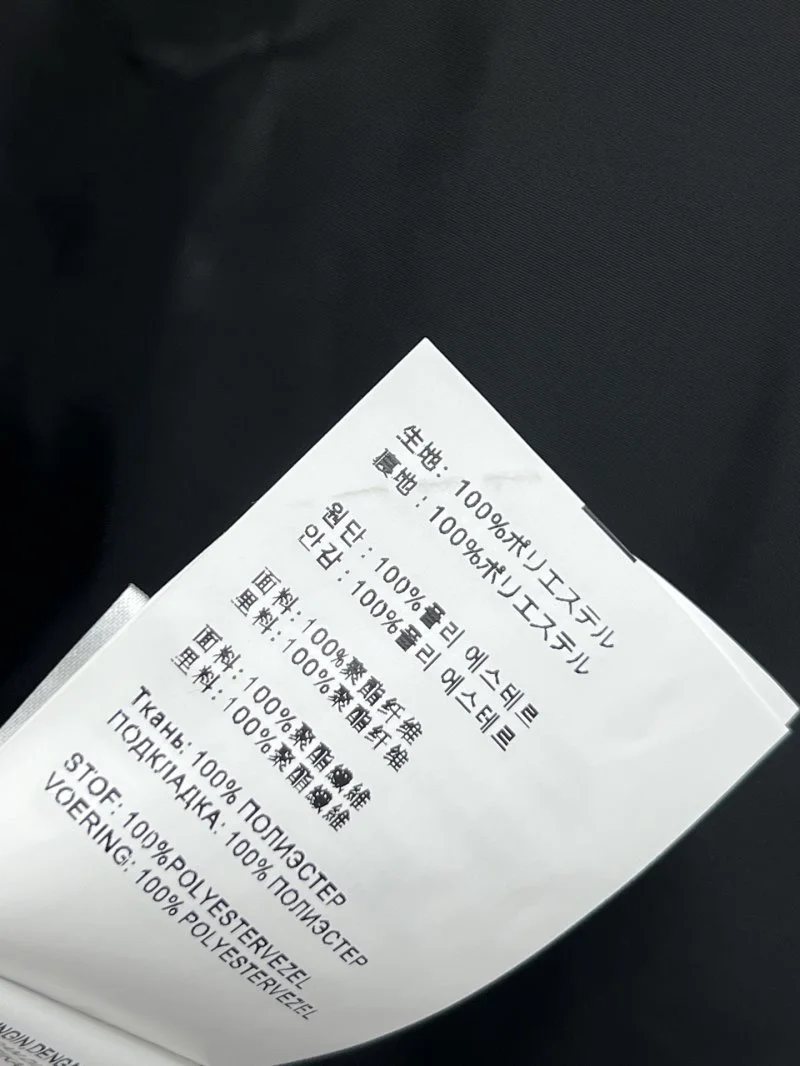 生地: 100%ポリエステル
裏地: 100%ポリエステル
원단: 100%폴리 에스테르
안감: 100%폴리 에스테르
面料: 100%聚酯纤维
里料: 100%聚酯纤维
面料: 100%聚酯纖維
里料: 100%聚酯纖維
Ткань: 100% ПОЛИЭСТЕР
ПОДКЛАДКА: 100% ПОЛИЭСТЕР
STOF: 100%POLYESTERVEZEL
VOERING: 100% POLYESTERVEZEL